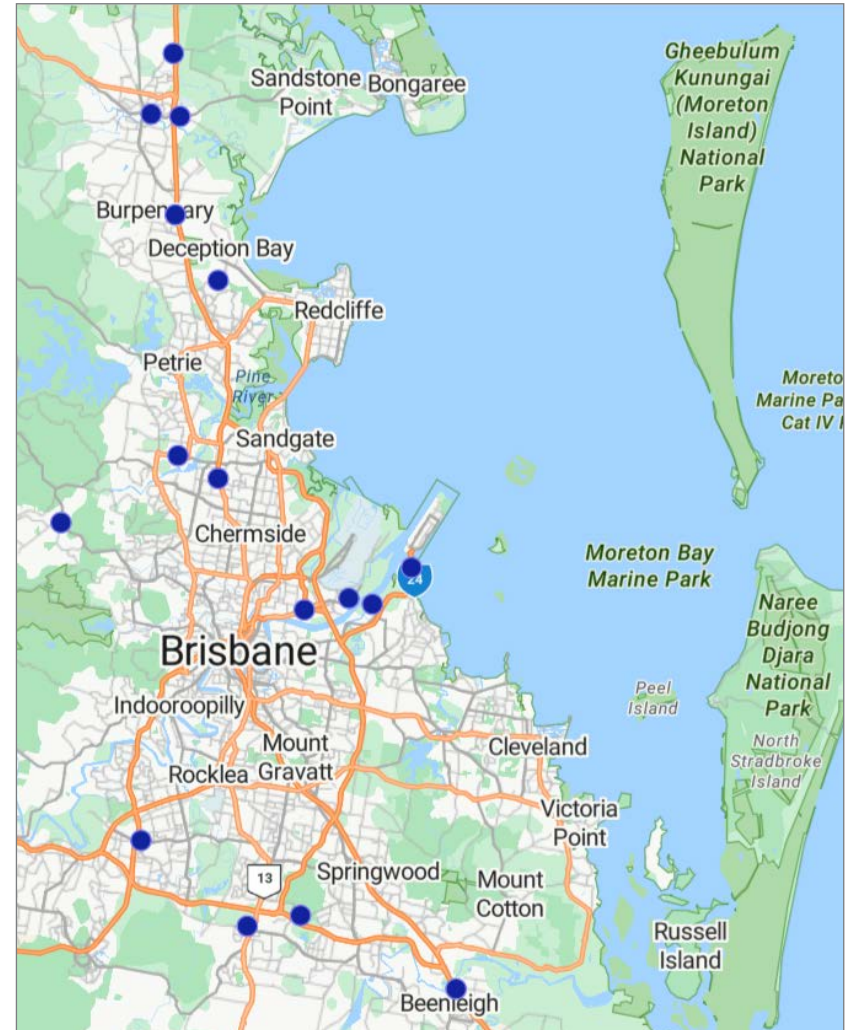 Gheebulum
Kunungai
(Moreton
Island)
National
Park
Sandstone
Point
Bongaree
Burpengary
Deception Bay
Redcliffe
Petrie
Pine
River
Moreto
Marine Pa
Cat IV
Sandgate
Chermside
24
Moreton Bay
Marine Park
Naree
Budjong
Djara
National
Park
Brisbane
Peel
Island
Indooroopilly
North
Stradbroke
Island
Mount
Gravatt
Rocklea
Cleveland
Victoria
Point
13
Springwood
Mount
Cotton
Russell
Island
Beenleigh